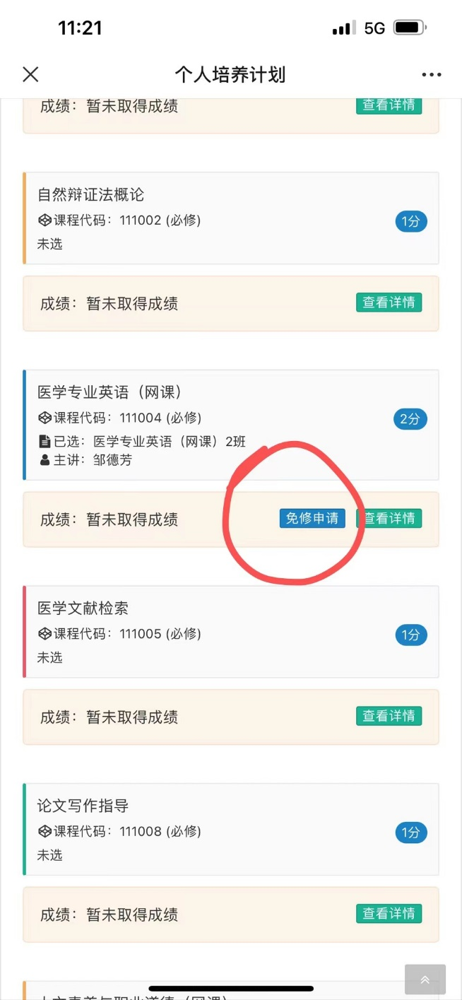 11:21
5G
个人培养计划
成绩：暂未取得成绩
查看详情
自然辩证法概论
课程代码：111002 (必修)
1分
未选
成绩：暂未取得成绩
查看详情
医学专业英语（网课）
课程代码：111004 (必修)
2分
已选：医学专业英语（网课）2班
主讲：邹德芳
成绩：暂未取得成绩
免修申请
查看详情
医学文献检索
课程代码：111005 (必修)
1分
未选
成绩：暂未取得成绩
查看详情
论文写作指导
课程代码：111008 (必修)
1分
未选
成绩：暂未取得成绩
查看详情